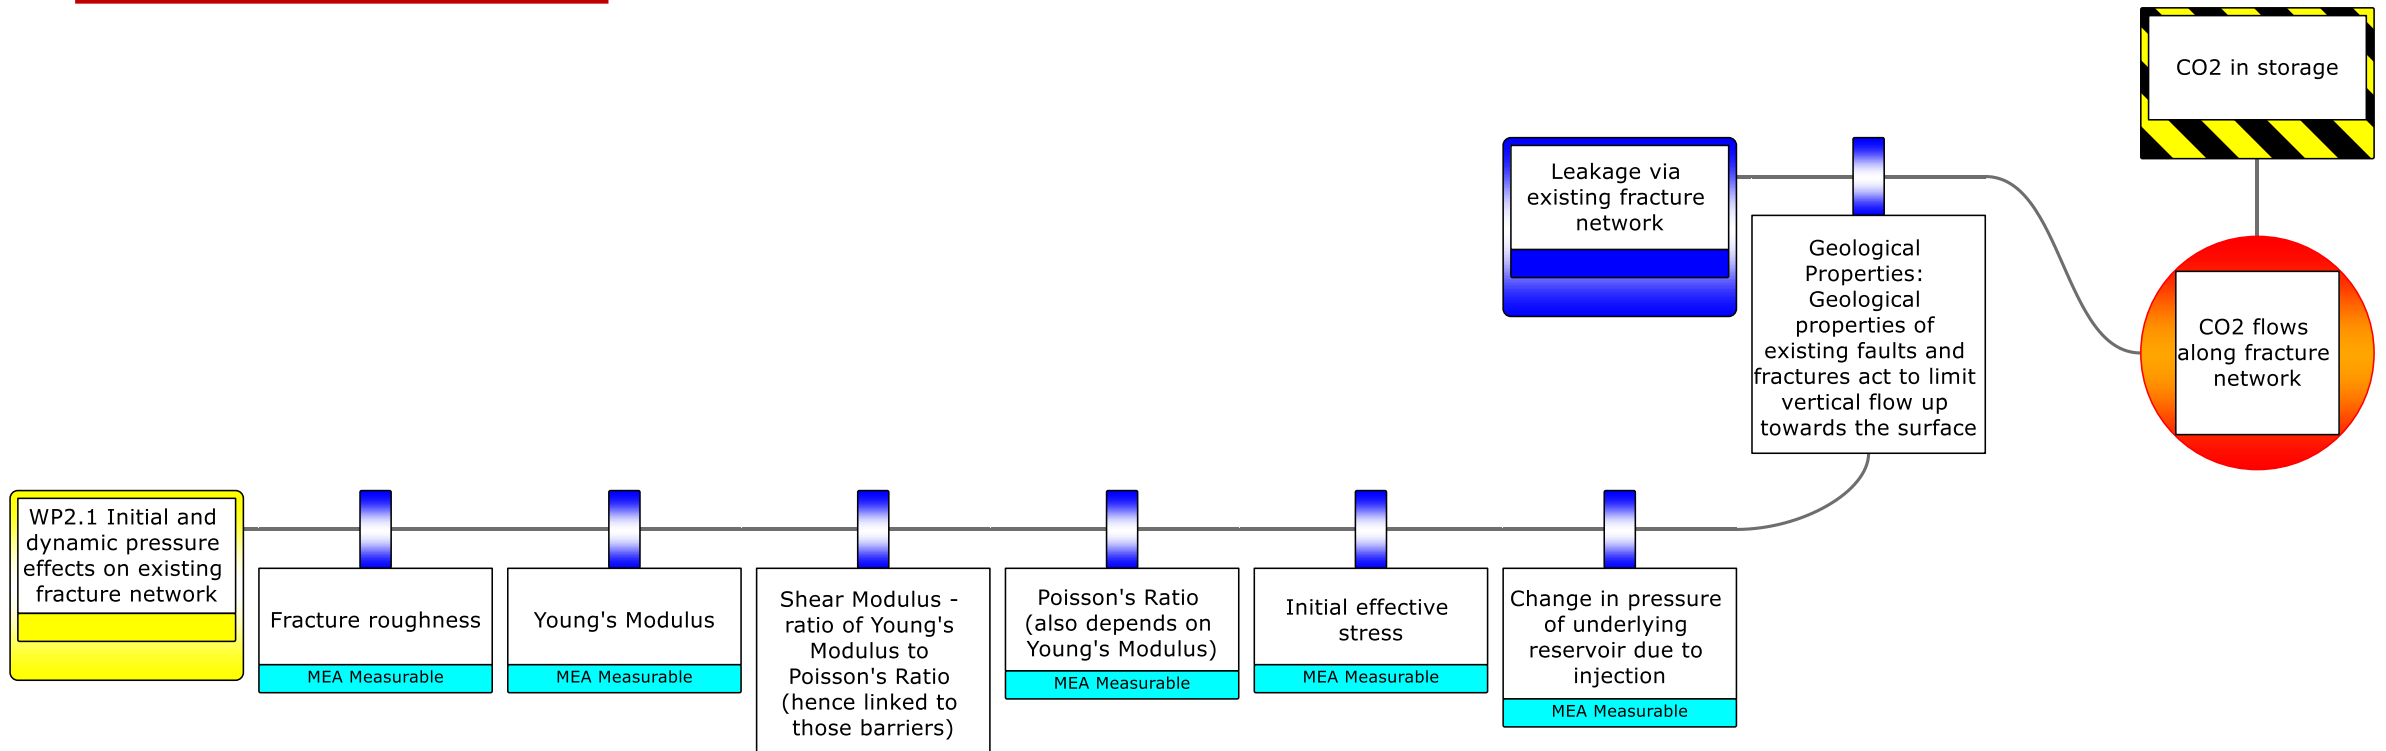 CO2 in storage
Leakage via
existing fracture
network
Geological
Properties:
Geological
properties of
existing faults and
fractures act to limit
vertical flow up
towards the surface
CO2 flows
along fracture
network
WP2.1 Initial and
dynamic pressure
effects on existing
fracture network
Fracture roughness
MEA Measurable
Young's Modulus
MEA Measurable
Shear Modulus -
ratio of Young's
Modulus to
Poisson's Ratio
(hence linked to
those barriers)
Poisson's Ratio
(also depends on
Young's Modulus)
MEA Measurable
Initial effective
stress
MEA Measurable
Change in pressure
of underlying
reservoir due to
injection
MEA Measurable